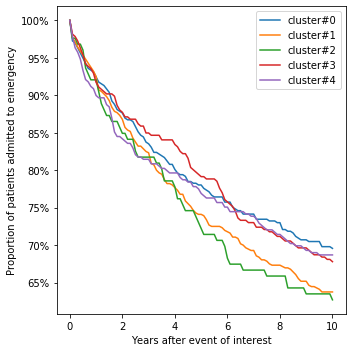 100%
95%
90%
85%
80%
75%
70%
65%
Proportion of patients admitted to emergency
cluster#0
cluster#1
cluster#2
cluster#3
cluster#4
0
2
4
6
8
10
Years after event of interest